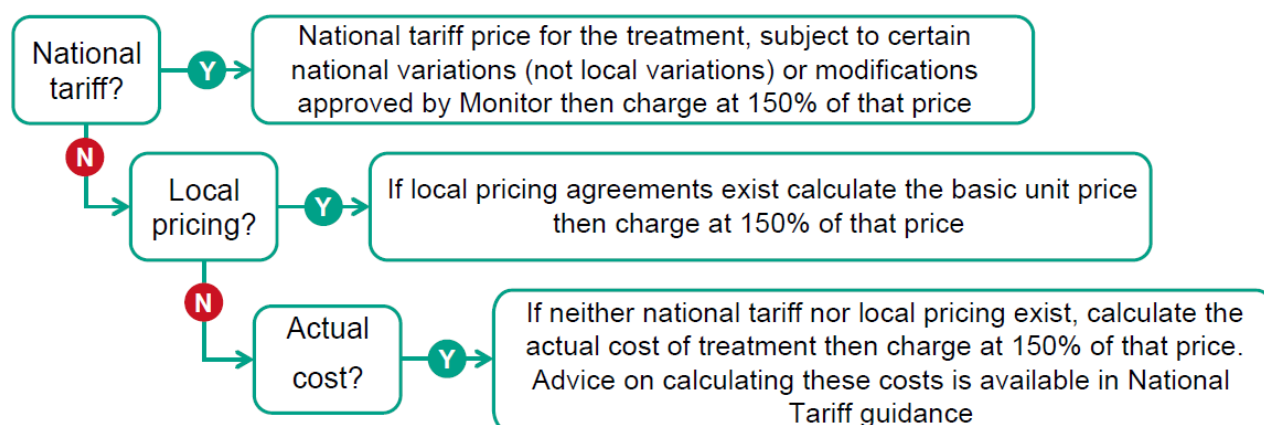 National
tariff?
Y
National tariff price for the treatment, subject to certain
national variations (not local variations) or modifications
approved by Monitor then charge at 150% of that price
N
Local
pricing?
Y
If local pricing agreements exist calculate the basic unit price
then charge at 150% of that price
N
Actual
cost?
Y
If neither national tariff nor local pricing exist, calculate the
actual cost of treatment then charge at 150% of that price.
Advice on calculating these costs is available in National
Tariff guidance